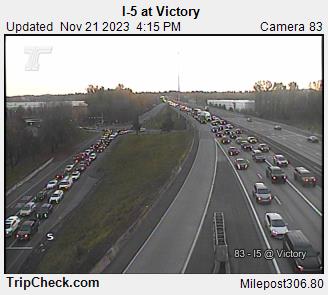 I-5 at Victory
Updated Nov 21 2023 4:15 PM Camera 83
83 - I5 @ Victory
TripCheck.com Milepost306.80